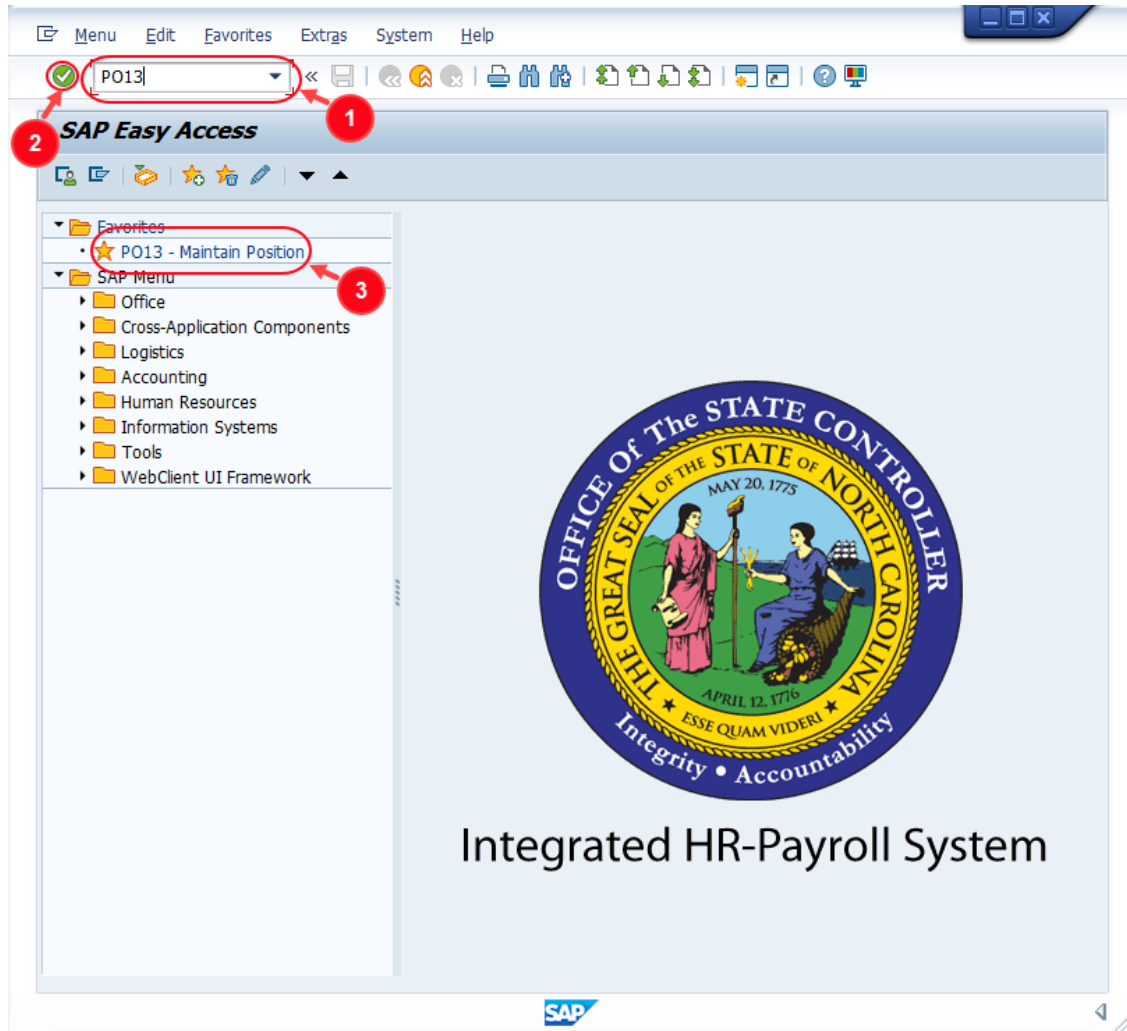 Menu Edit Favorites Extras System Help
PO13
1
2
SAP Easy Access
Favorites
PO13 - Maintain Position
SAP Menu
3
Office
Cross-Application Components
Logistics
Accounting
Human Resources
Information Systems
Tools
WebClient UI Framework
OFFICE Of The STATE CONTROLLER
THE GREAT SEAL OF THE STATE OF NORTH CAROLINA
MAY 20, 1775
APRIL 12, 1776
ESSE QUAM VIDERI
Integrity • Accountability
Integrated HR-Payroll System
SAP